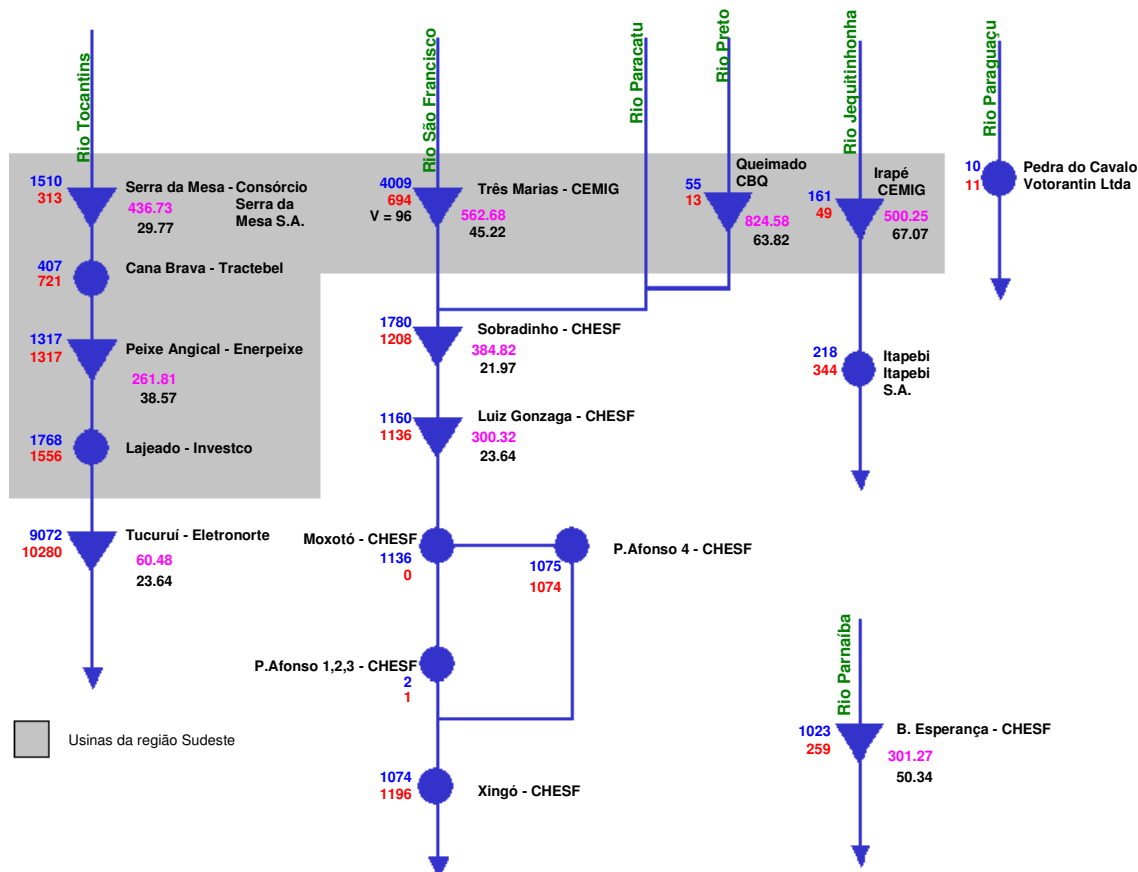 Rio Tocantins
Rio São Francisco
Rio Paracatu
Rio Preto
Rio Jequitinhonha
Rio Paraguaçu
1510
313
Serra da Mesa - Consórcio
Serra da
Mesa S.A.
436.73
29.77
407
721
Cana Brava - Tractebel
1317
1317
Peixe Angical - Enerpeixe
261.81
38.57
1768
1556
Lajeado - Investco
9072
10280
Tucuruí - Eletronorte
60.48
23.64
4009
694
V = 96
Três Marias - CEMIG
562.68
45.22
55
13
Queimado
CBQ
824.58
63.82
161
49
Irapé
CEMIG
500.25
67.07
10
11
Pedra do Cavalo
Votorantin Ltda
1780
1208
Sobradinho - CHESF
384.82
21.97
218
344
Itapebi
Itapebi
S.A.
1160
1136
Luiz Gonzaga - CHESF
300.32
23.64
Moxotó - CHESF
1136
0
P.Afonso 4 - CHESF
1075
1074
P.Afonso 1,2,3 - CHESF
2
1
1074
1196
Xingó - CHESF
Rio Parnaíba
1023
259
B. Esperança - CHESF
301.27
50.34
Usinas da região Sudeste